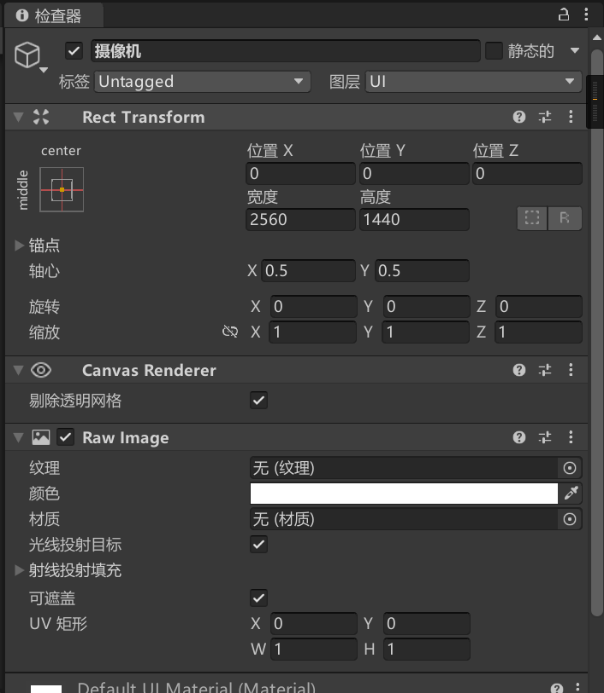 检查器
摄像机 静态的
标签 Untagged 图层 UI
Rect Transform
center 位置 X 位置 Y 位置 Z
middle 0 0 0
宽度 高度
2560 1440 R
锚点
轴心 X 0.5 Y 0.5
旋转 X 0 Y 0 Z 0
缩放 X 1 Y 1 Z 1
Canvas Renderer
剔除透明网格
Raw Image
纹理 无 (纹理)
颜色
材质 无 (材质)
光线投射目标
射线投射填充
可遮盖
UV 矩形 X 0 Y 0
W 1 H 1
Default UI Material (Material)